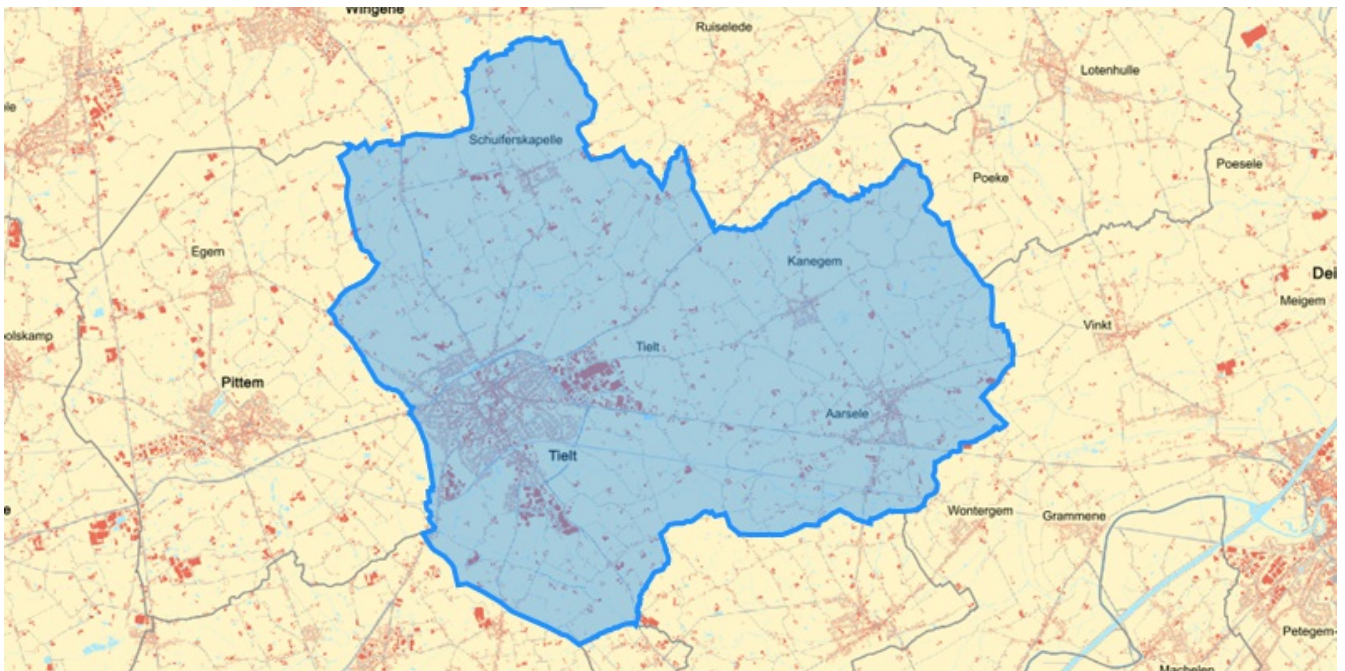 Wingene
Ruiselede
Lotenhulle
Schuiferskapelle
Poesele
Poeke
Egem
Kanegem
Dei
Meigem
Vinkt
olskamp
Tielt
Pittem
Aarsele
Tielt
Wontergem
Grammene
Petegem-
Machelen